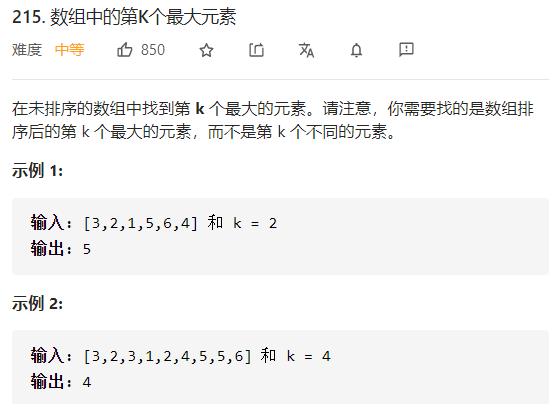 215. 数组中的第K个最大元素
难度 中等 850
在未排序的数组中找到第 k 个最大的元素。请注意，你需要找的是数组排
序后的第 k 个最大的元素，而不是第 k 个不同的元素。
示例 1:
输入: [3,2,1,5,6,4] 和 k = 2
输出: 5
示例 2:
输入: [3,2,3,1,2,4,5,5,6] 和 k = 4
输出: 4